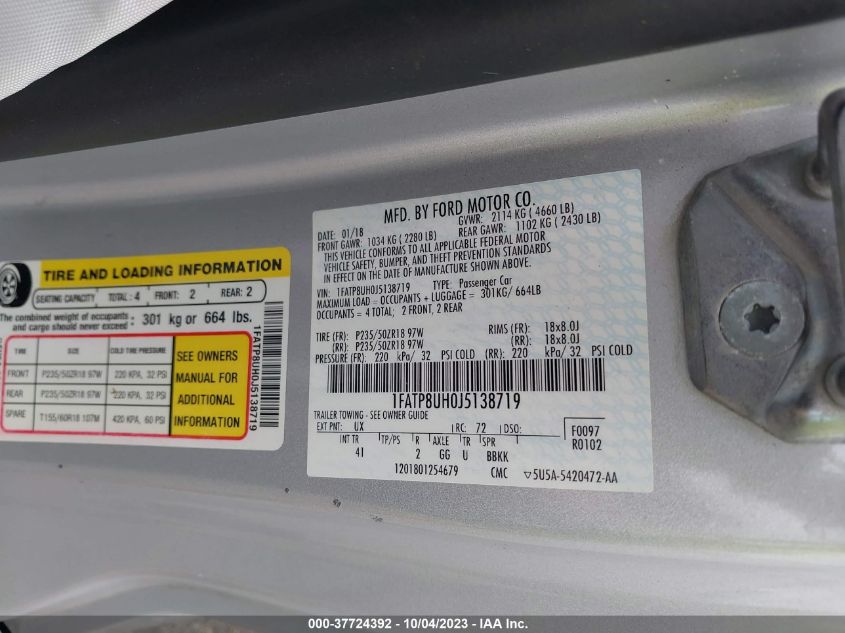 TIRE AND LOADING INFORMATION
SEATING CAPACITY TOTAL : 4 FRONT: 2 REAR: 2
The combined weight of occupants and cargo should never exceed : 301 kg or 664 lbs.
TIRE SIZE COLD TIRE PRESSURE
FRONT P235/50ZR18 97W 220 KPA, 32 PSI
REAR P235/50ZR18 97W 220 KPA, 32 PSI
SPARE T155/60R18 107M 420 KPA, 60 PSI
SEE OWNERS
MANUAL FOR
ADDITIONAL
INFORMATION
1FATP8UH0J5138719
MFD. BY FORD MOTOR CO.
DATE: 01/18 GVWR: 2114 KG ( 4660 LB)
FRONT GAWR: 1034 KG ( 2280 LB) REAR GAWR: 1102 KG ( 2430 LB)
THIS VEHICLE CONFORMS TO ALL APPLICABLE FEDERAL MOTOR
VEHICLE SAFETY, BUMPER, AND THEFT PREVENTION STANDARDS
IN EFFECT ON THE DATE OF MANUFACTURE SHOWN ABOVE.
VIN: 1FATP8UH0J5138719 TYPE: Passenger Car
MAXIMUM LOAD = OCCUPANTS + LUGGAGE = 301KG/ 664LB
OCCUPANTS = 4 TOTAL; 2 FRONT, 2 REAR
TIRE (FR): P235/50ZR18 97W RIMS (FR): 18x8.0J
(RR): P235/50ZR18 97W (RR): 18x8.0J
PRESSURE (FR): 220 kPa/ 32 PSI COLD (RR): 220 kPa/ 32 PSI COLD
1FATP8UH0J5138719
TRAILER TOWING - SEE OWNER GUIDE
EXT PNT: UX RC: 72 DSO: F0097
R0102
INT TR TP/PS R AXLE TR SPR
41 2 GG U BBKK
1201801254679 CMC ▽5U5A-5420472-AA
000-37724392 - 10/04/2023 - IAA Inc.